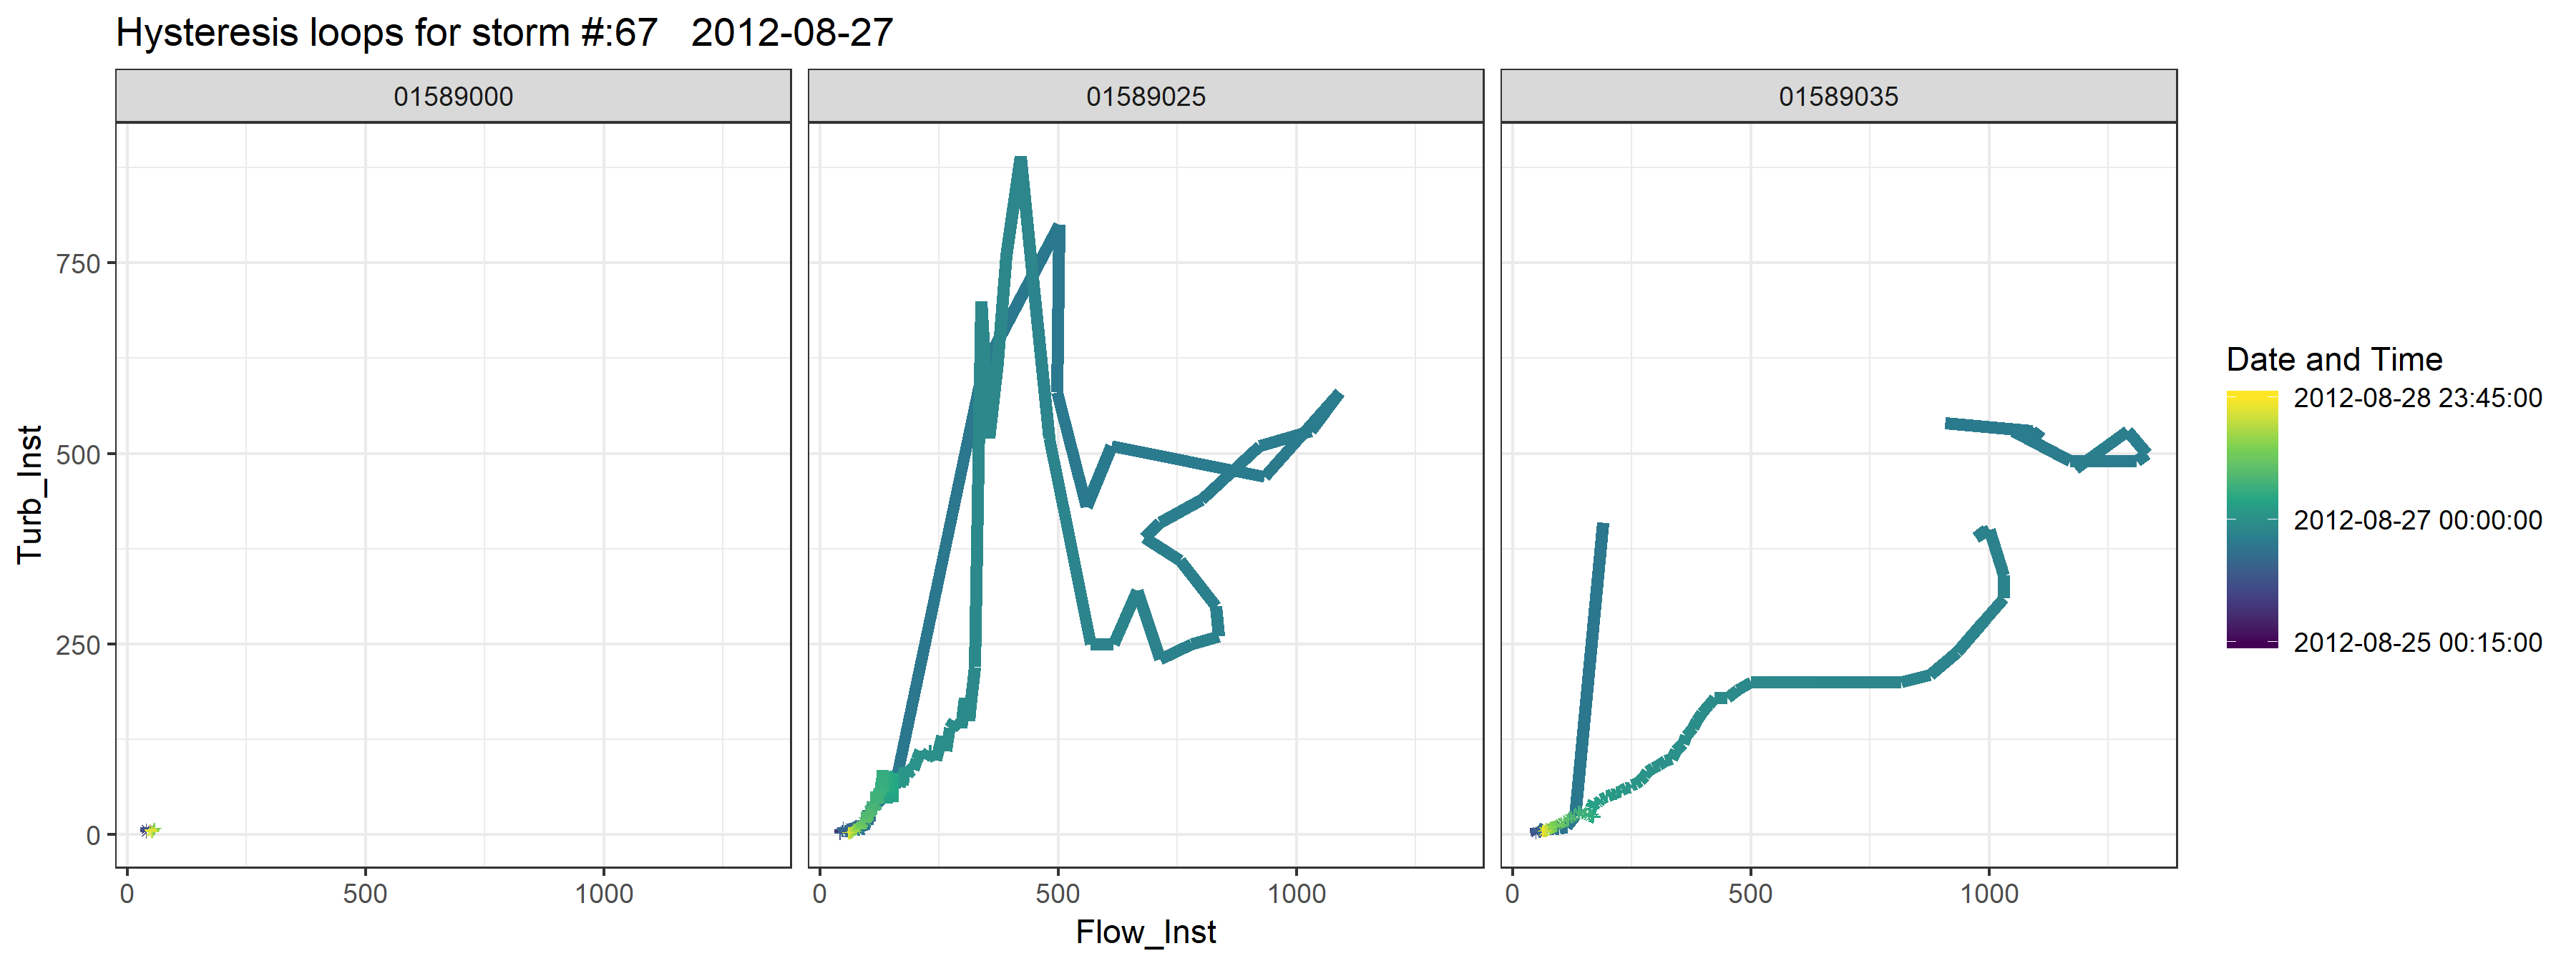 Hysteresis loops for storm #:67   2012-08-27
01589000
01589025
01589035
Turb_Inst
750
500
250
0
0 500 1000
0 500 1000
0 500 1000
Flow_Inst
Date and Time
2012-08-28 23:45:00
2012-08-27 00:00:00
2012-08-25 00:15:00